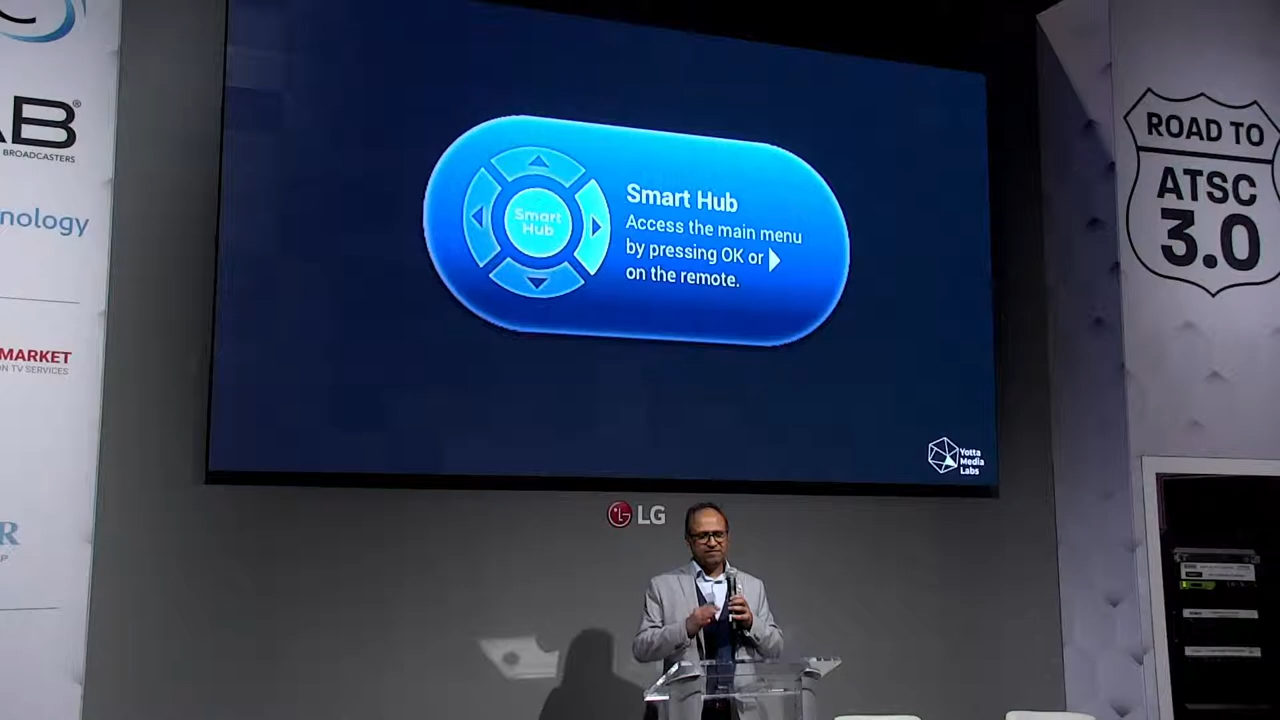 AB®
BROADCASTERS
nology
MARKET
ON TV SERVICES
R
P
Smart
Hub
Smart Hub
Access the main menu
by pressing OK or
on the remote.
Yotta
Media
Labs
LG
ROAD TO
ATSC
3.0